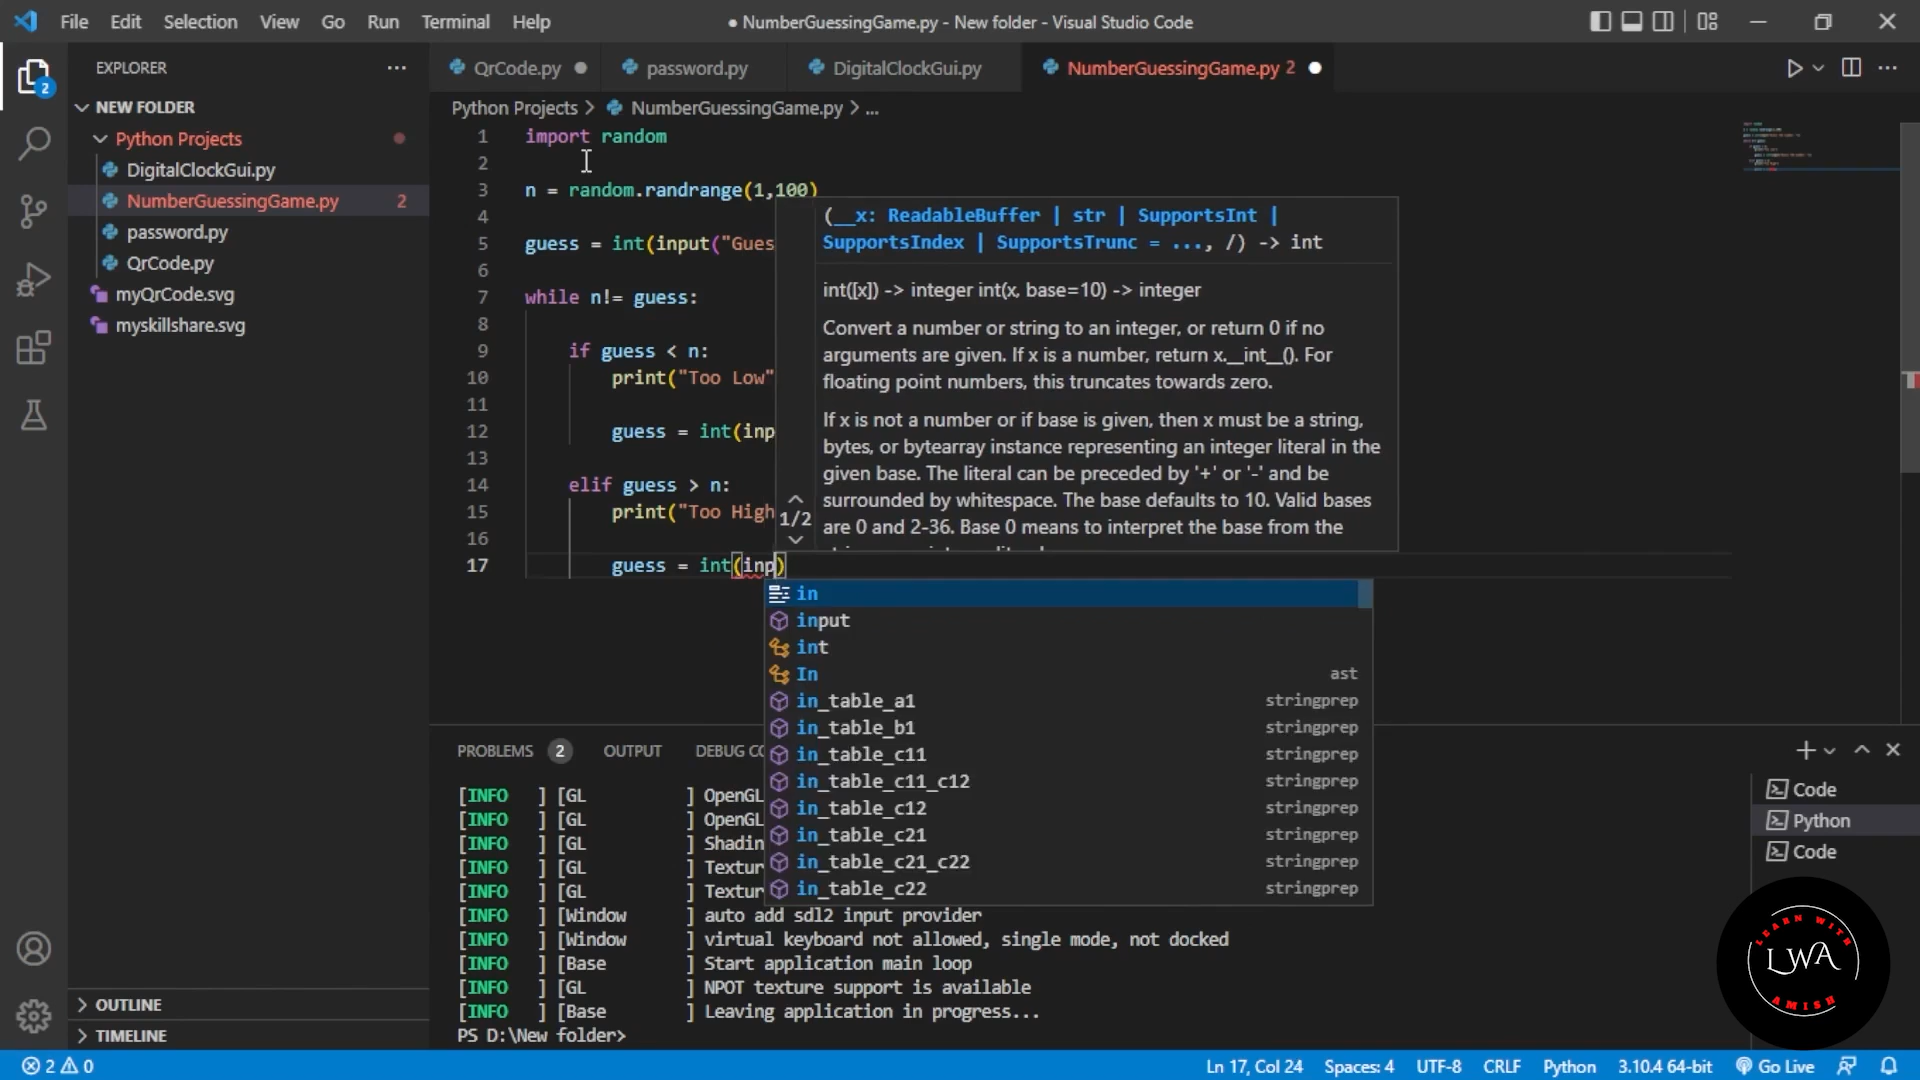 File Edit Selection View Go Run Terminal Help
● NumberGuessingGame.py - New folder - Visual Studio Code
EXPLORER
2
NEW FOLDER
Python Projects
DigitalClockGui.py
NumberGuessingGame.py 2
password.py
QrCode.py
myQrCode.svg
myskillshare.svg
OUTLINE
TIMELINE
QrCode.py password.py DigitalClockGui.py NumberGuessingGame.py 2
Python Projects > NumberGuessingGame.py > ...
1 import random
2
3 n = random.randrange(1,100)
4
5 guess = int(input("Gues
6
7 while n!= guess:
8
9 if guess < n:
10 print("Too Low"
11
12 guess = int(inp
13
14 elif guess > n:
15 print("Too High
16
17 guess = int(inp)
(__x: ReadableBuffer | str | SupportsInt |
SupportsIndex | SupportsTrunc = ..., /) -> int
int([x]) -> integer int(x, base=10) -> integer
Convert a number or string to an integer, or return 0 if no
arguments are given. If x is a number, return x.__int__(). For
floating point numbers, this truncates towards zero.
If x is not a number or if base is given, then x must be a string,
bytes, or bytearray instance representing an integer literal in the
given base. The literal can be preceded by '+' or '-' and be
surrounded by whitespace. The base defaults to 10. Valid bases
are 0 and 2-36. Base 0 means to interpret the base from the
1/2
in
input
int
In ast
in_table_a1 stringprep
in_table_b1 stringprep
in_table_c11 stringprep
in_table_c11_c12 stringprep
in_table_c12 stringprep
in_table_c21 stringprep
in_table_c21_c22 stringprep
in_table_c22 stringprep
PROBLEMS 2 OUTPUT DEBUG CO
[INFO ] [GL ] OpenGL
[INFO ] [GL ] OpenGL
[INFO ] [GL ] Shadin
[INFO ] [GL ] Textur
[INFO ] [GL ] Textur
[INFO ] [Window ] auto add sdl2 input provider
[INFO ] [Window ] virtual keyboard not allowed, single mode, not docked
[INFO ] [Base ] Start application main loop
[INFO ] [GL ] NPOT texture support is available
[INFO ] [Base ] Leaving application in progress...
PS D:\New folder>
Code
Python
Code
LEARN WITH
LWA
AMISH
2 0
Ln 17, Col 24 Spaces: 4 UTF-8 CRLF Python 3.10.4 64-bit Go Live